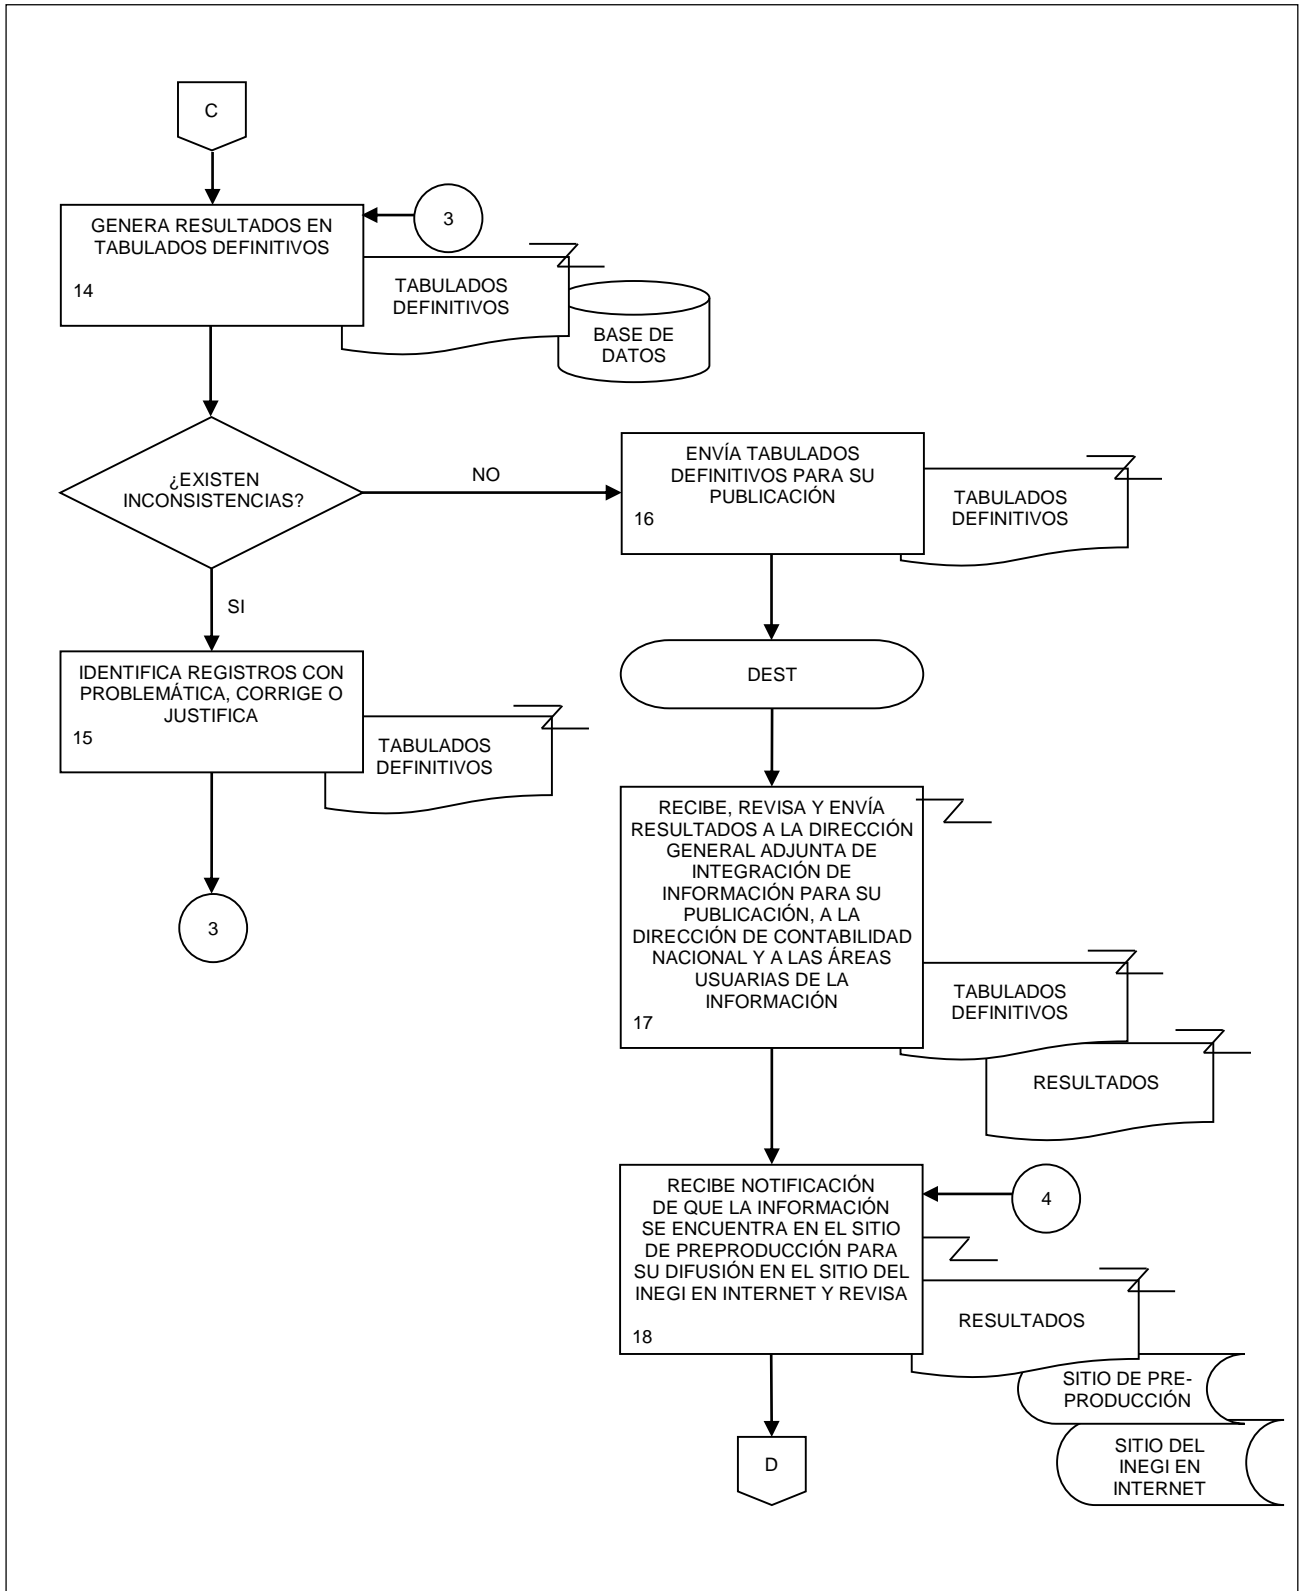 C
GENERA RESULTADOS EN
TABULADOS DEFINITIVOS
14
3
TABULADOS
DEFINITIVOS
BASE DE
DATOS
¿EXISTEN
INCONSISTENCIAS?
NO
SI
ENVÍA TABULADOS
DEFINITIVOS PARA SU
PUBLICACIÓN
16
TABULADOS
DEFINITIVOS
IDENTIFICA REGISTROS CON
PROBLEMÁTICA, CORRIGE O
JUSTIFICA
15
TABULADOS
DEFINITIVOS
3
DEST
RECIBE, REVISA Y ENVÍA
RESULTADOS A LA DIRECCIÓN
GENERAL ADJUNTA DE
INTEGRACIÓN DE
INFORMACIÓN PARA SU
PUBLICACIÓN, A LA
DIRECCIÓN DE CONTABILIDAD
NACIONAL Y A LAS ÁREAS
USUARIAS DE LA
INFORMACIÓN
17
TABULADOS
DEFINITIVOS
RESULTADOS
RECIBE NOTIFICACIÓN
DE QUE LA INFORMACIÓN
SE ENCUENTRA EN EL SITIO
DE PREPRODUCCIÓN PARA
SU DIFUSIÓN EN EL SITIO DEL
INEGI EN INTERNET Y REVISA
18
4
RESULTADOS
SITIO DE PRE-
PRODUCCIÓN
SITIO DEL
INEGI EN
INTERNET
D